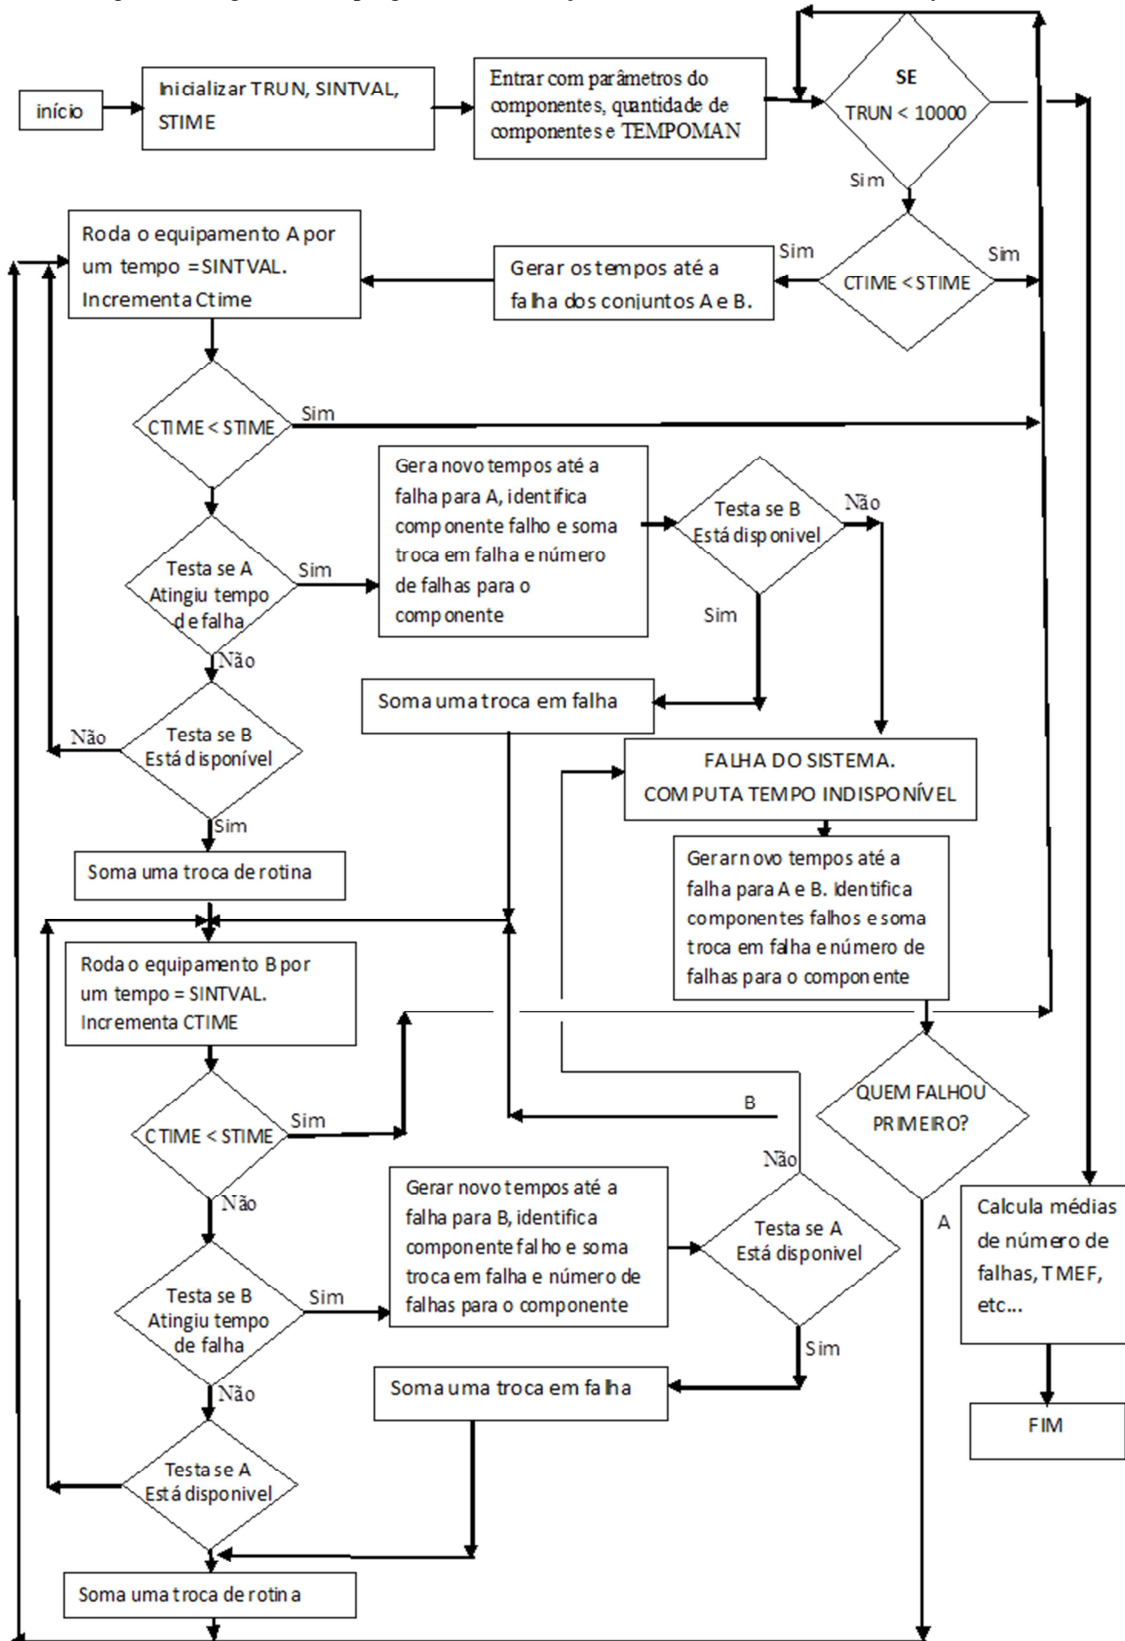 início
Inicializar TRUN, SINTVAL,
STIME
Entrar com parâmetros do
componentes, quantidade de
componentes e TEMPOMAN
SE
TRUN < 10000
Sim
Roda o equipamento A por
um tempo = SINTVAL.
Incrementa Ctime
Gerar os tempos até a
falha dos conjuntos A e B.
Sim
CTIME < STIME
Sim
CTIME < STIME
Sim
Gera novo tempos até a
falha para A, identifica
componente falho e soma
troca em falha e número
de falhas para o
componente
Testa se B
Está disponivel
Não
Sim
Testa se A
Atingiu tempo
de falha
Sim
Não
Soma uma troca em falha
Testa se B
Está disponível
Não
Sim
FALHA DO SISTEMA.
COMPUTA TEMPO INDISPONÍVEL
Soma uma troca de rotina
Gerar novo tempos até a
falha para A e B. Identifica
componentes falhos e soma
troca em falha e número de
falhas para o componente
Roda o equipamento B por
um tempo = SINTVAL.
Incrementa CTIME
QUEM FALHOU
PRIMEIRO?
B
A
CTIME < STIME
Sim
Não
Gerar novo tempos até a
falha para B, identifica
componente falho e soma
troca em falha e número de
falhas para o componente
Não
Testa se A
Está disponivel
Sim
Calcula médias
de número de
falhas, TMEF,
etc...
Testa se B
Atingiu tempo
de falha
Sim
Não
Soma uma troca em falha
FIM
Testa se A
Está disponivel
Soma uma troca de rotina